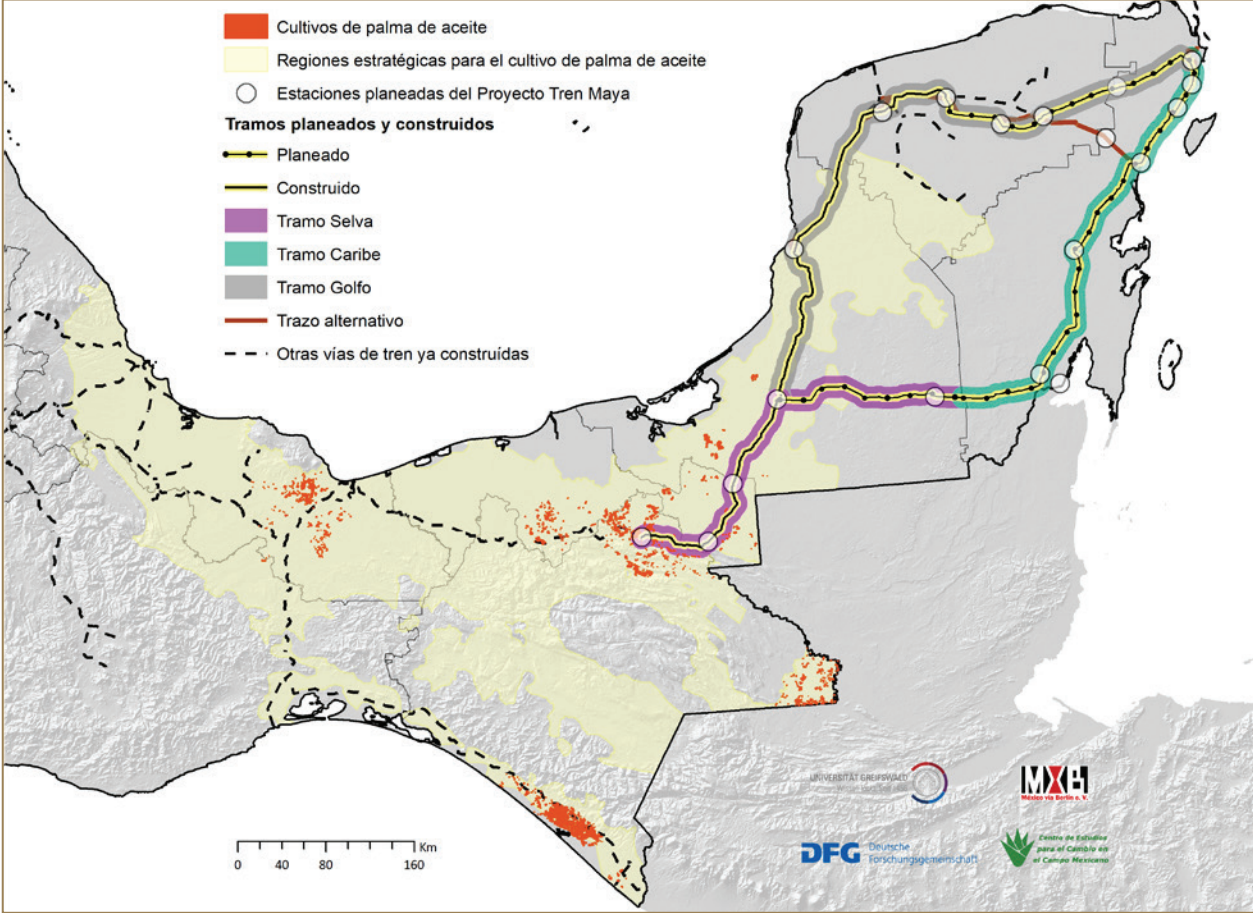 Cultivos de palma de aceite
Regiones estratégicas para el cultivo de palma de aceite
Estaciones planeadas del Proyecto Tren Maya
Tramos planeados y construidos
Planeado
Construido
Tramo Selva
Tramo Caribe
Tramo Golfo
Trazo alternativo
Otras vías de tren ya construídas
0 40 80 160 Km
UNIVERSITÄT GREIFSWALD
MXB
México vía Berlín e. V.
DFG Deutsche
Forschungsgemeinschaft
Centro de Estudios
para el Cambio en
el Campo Mexicano